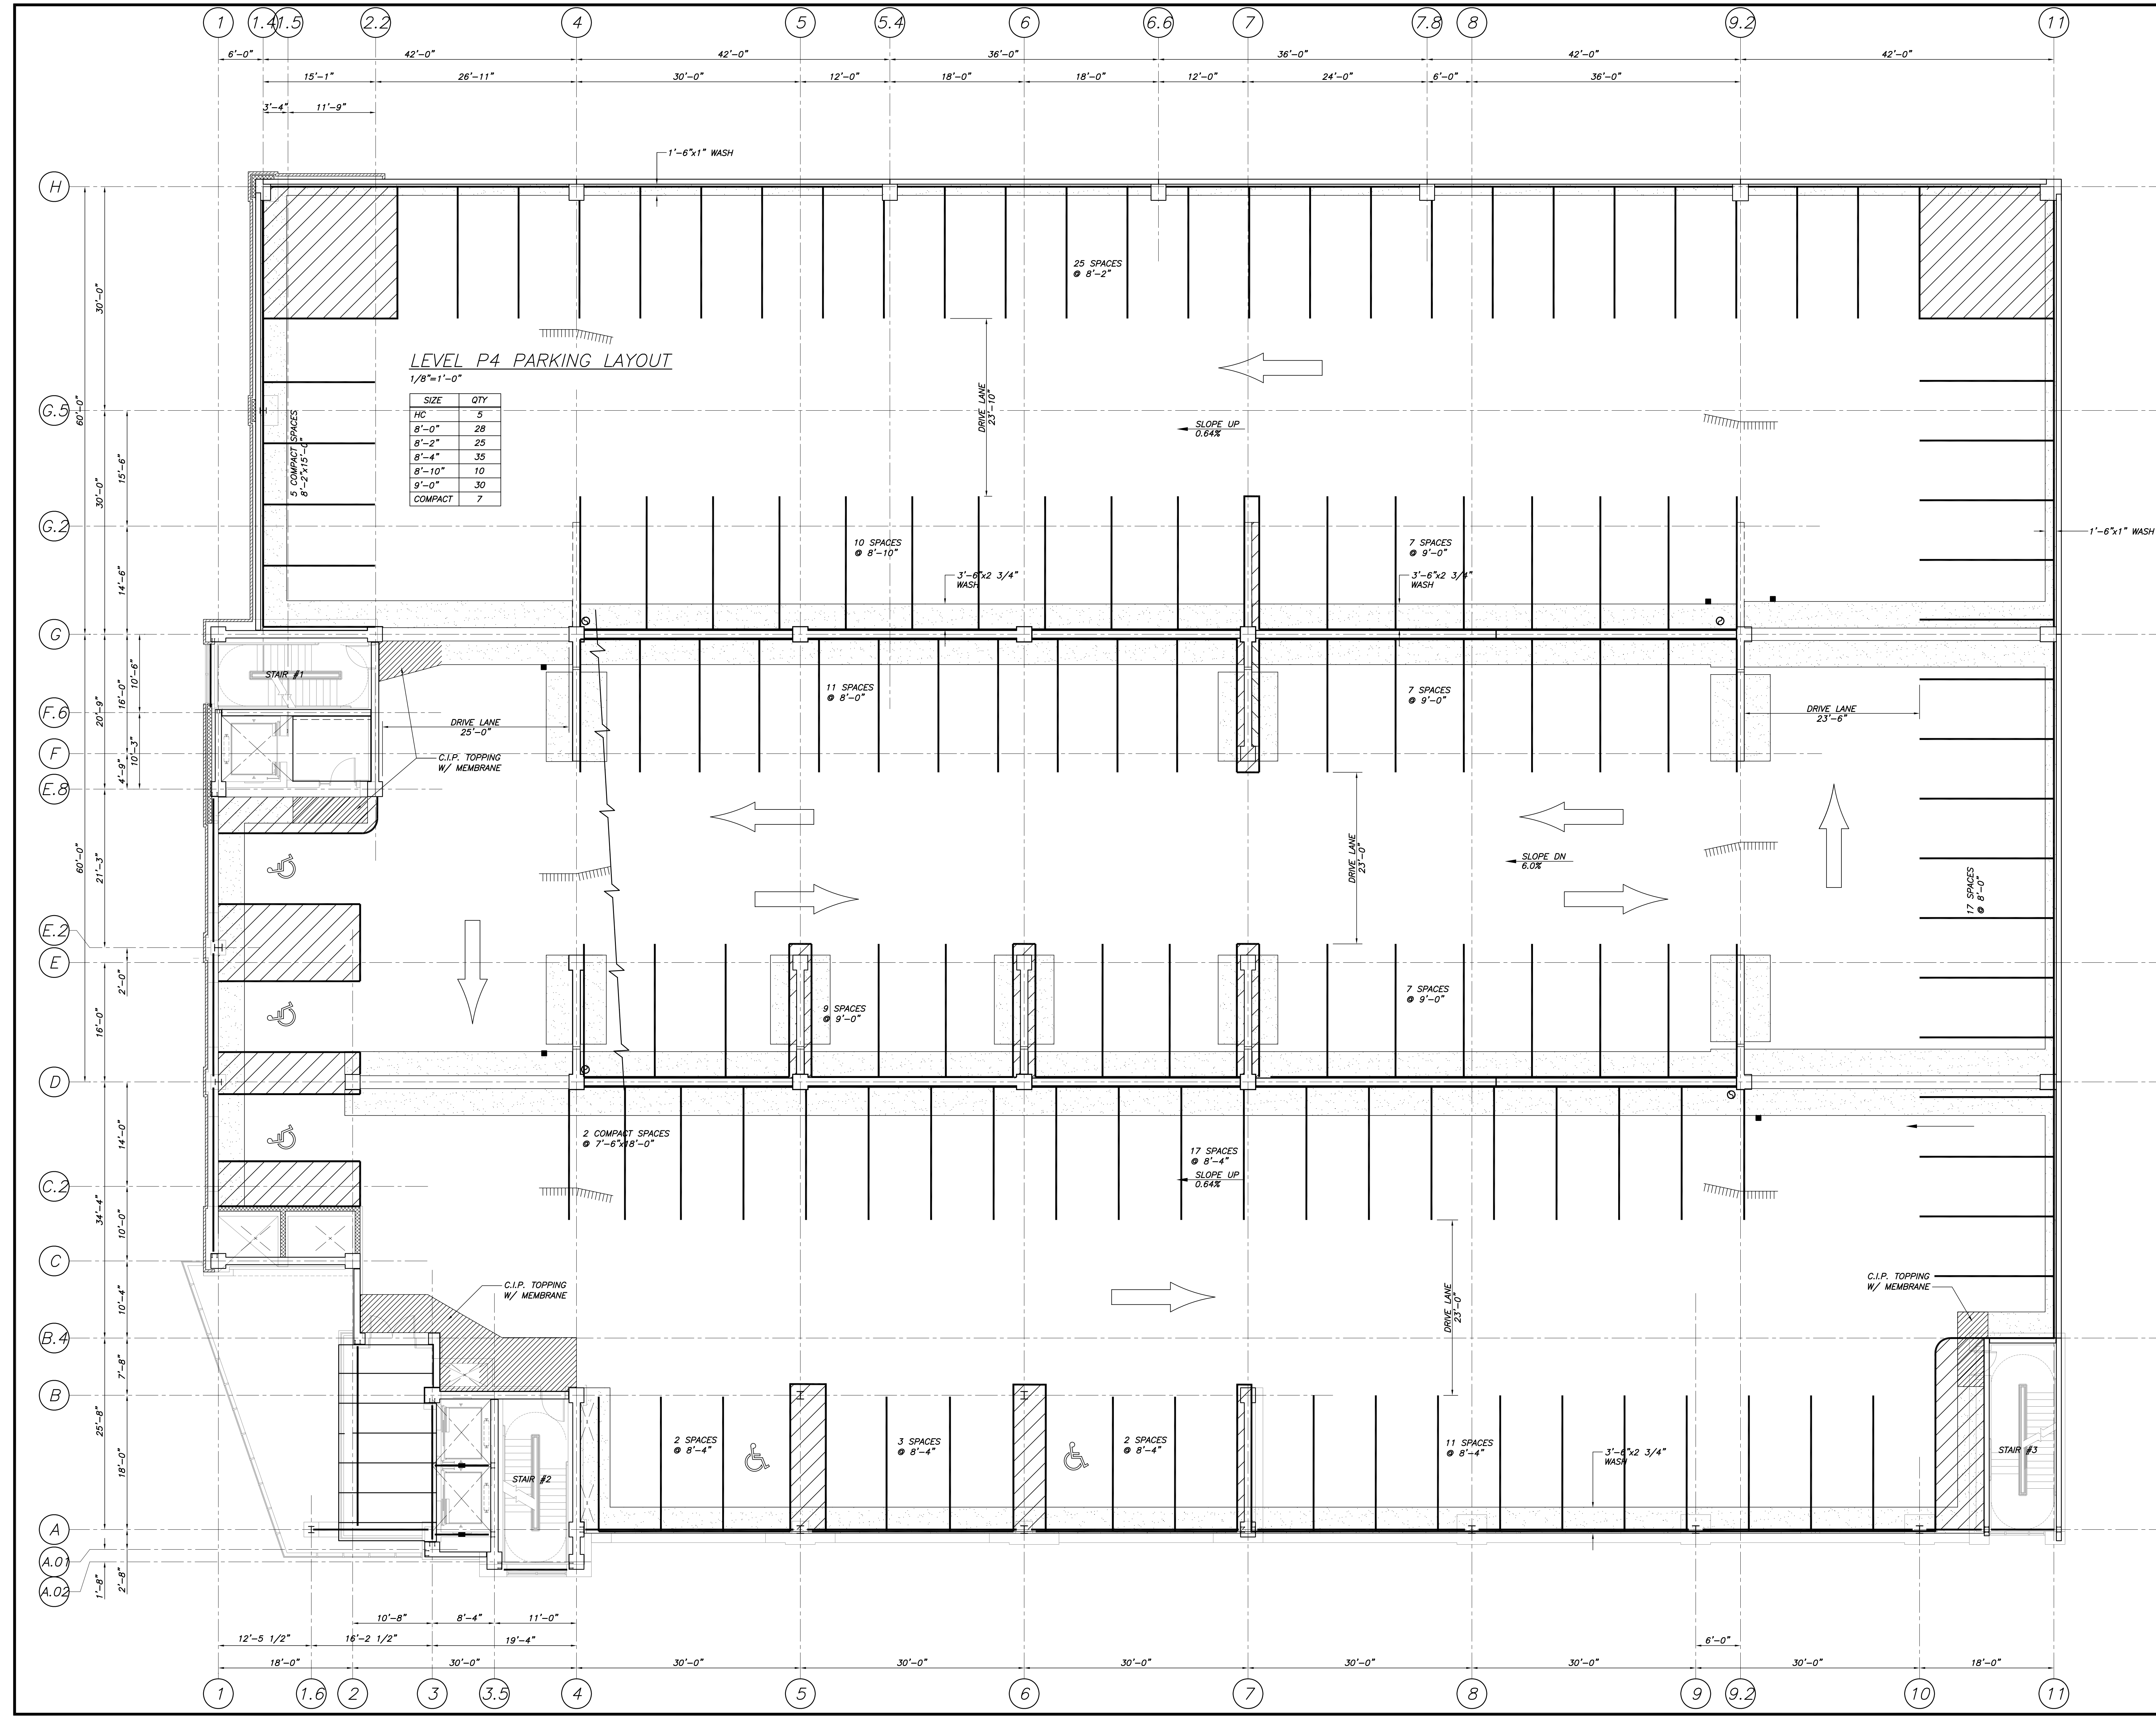 1 1.4 1.5 2.2 4 5 5.4 6 6.6 7 7.8 8 9.2 11
6'-0" 42'-0" 42'-0" 36'-0" 36'-0" 42'-0" 42'-0"
15'-1" 26'-11" 30'-0" 12'-0" 18'-0" 18'-0" 12'-0" 24'-0" 6'-0" 36'-0"
3'-4" 11'-9"
1'-6"x1" WASH
H
25 SPACES
@ 8'-2"
30'-0"
LEVEL P4 PARKING LAYOUT
1/8"=1'-0"
SIZE QTY
HC 5
8'-0" 28
8'-2" 25
8'-4" 35
8'-10" 10
9'-0" 30
COMPACT 7
DRIVE LANE
23'-10"
SLOPE UP
0.64%
G.5
60'-0"
5 COMPACT SPACES
8'-2"x15'-0"
15'-6"
30'-0"
G.2
1'-6"x1" WASH
10 SPACES
@ 8'-10"
7 SPACES
@ 9'-0"
3'-6"x2 3/4"
WASH
3'-6"x2 3/4"
WASH
14'-6"
G
STAIR #1
10'-6"
16'-0"
20'-9"
11 SPACES
@ 8'-0"
7 SPACES
@ 9'-0"
F.6
DRIVE LANE
25'-0"
DRIVE LANE
23'-6"
10'-3"
F
C.I.P. TOPPING
W/ MEMBRANE
4'-9"
E.8
60'-0"
21'-3"
DRIVE LANE
23'-0"
SLOPE DN
6.0%
17 SPACES
@ 8'-0"
E.2
E
2'-0"
16'-0"
9 SPACES
@ 9'-0"
7 SPACES
@ 9'-0"
D
14'-0"
2 COMPACT SPACES
@ 7'-6"x18'-0"
17 SPACES
@ 8'-4"
SLOPE UP
0.64%
C.2
34'-4"
10'-0"
C
C.I.P. TOPPING
W/ MEMBRANE
C.I.P. TOPPING
W/ MEMBRANE
10'-4"
DRIVE LANE
23'-0"
B.4
7'-8"
B
25'-8"
18'-0"
2 SPACES
@ 8'-4"
3 SPACES
@ 8'-4"
2 SPACES
@ 8'-4"
11 SPACES
@ 8'-4"
3'-6"x2 3/4"
WASH
STAIR #2
STAIR #3
A
A.01
A.02
1'-8"
2'-8"
10'-8" 8'-4" 11'-0"
12'-5 1/2" 16'-2 1/2" 19'-4" 6'-0"
18'-0" 30'-0" 30'-0" 30'-0" 30'-0" 30'-0" 30'-0" 30'-0" 18'-0"
1 1.6 2 3 3.5 4 5 6 7 8 9 9.2 10 11